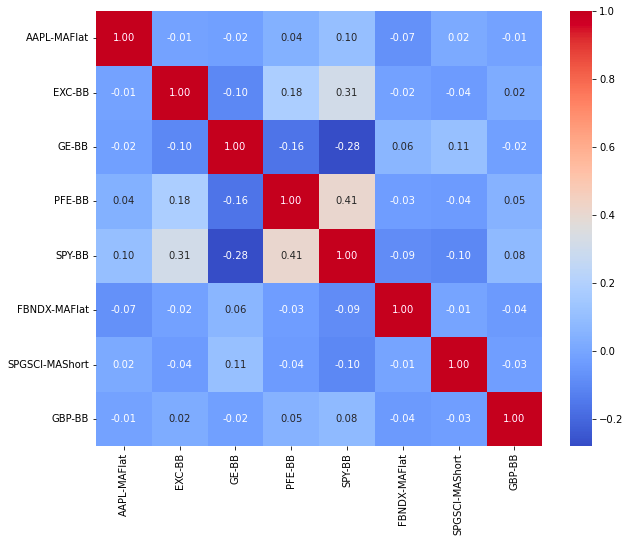 AAPL-MAFlat 1.00 -0.01 -0.02 0.04 0.10 -0.07 0.02 -0.01
EXC-BB -0.01 1.00 -0.10 0.18 0.31 -0.02 -0.04 0.02
GE-BB -0.02 -0.10 1.00 -0.16 -0.28 0.06 0.11 -0.02
PFE-BB 0.04 0.18 -0.16 1.00 0.41 -0.03 -0.04 0.05
SPY-BB 0.10 0.31 -0.28 0.41 1.00 -0.09 -0.10 0.08
FBNDX-MAFlat -0.07 -0.02 0.06 -0.03 -0.09 1.00 -0.01 -0.04
SPGSCI-MAShort 0.02 -0.04 0.11 -0.04 -0.10 -0.01 1.00 -0.03
GBP-BB -0.01 0.02 -0.02 0.05 0.08 -0.04 -0.03 1.00
AAPL-MAFlat
EXC-BB
GE-BB
PFE-BB
SPY-BB
FBNDX-MAFlat
SPGSCI-MAShort
GBP-BB
1.0
0.8
0.6
0.4
0.2
0.0
−0.2